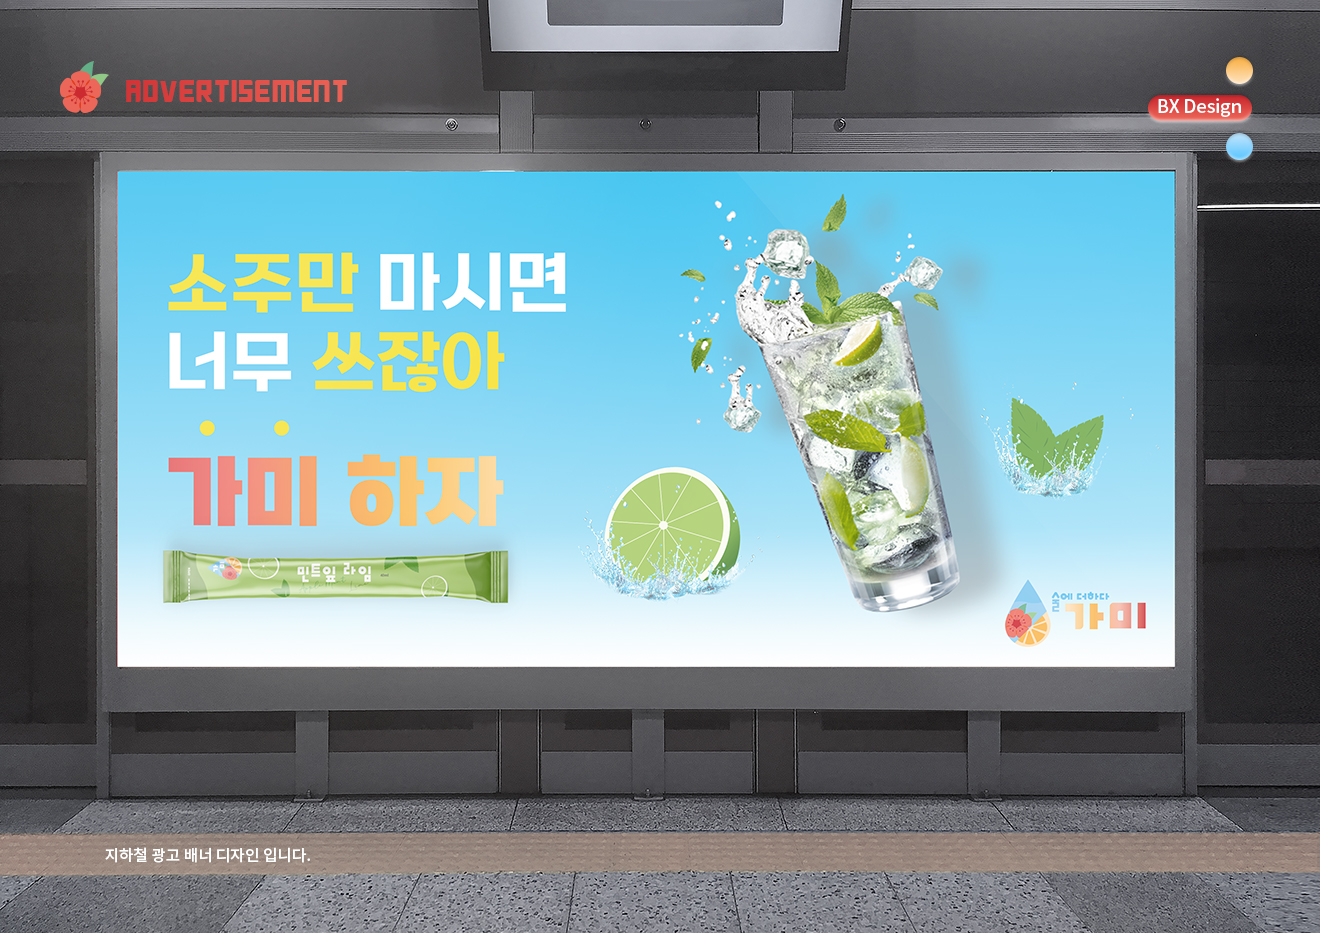 ADVERTISEMENT
BX Design
소주만 마시면
너무 쓰잖아
가미 하자
민트잎 라임
술에 더하다
가미
지하철 광고 배너 디자인 입니다.